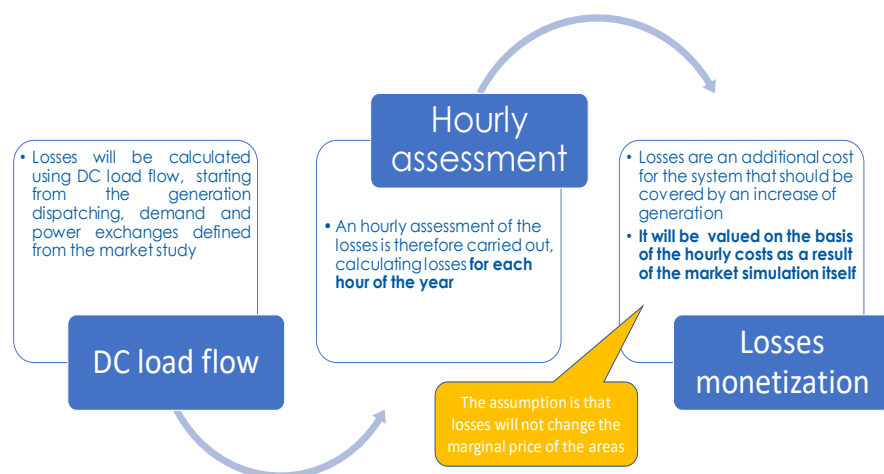 • Losses will be calculated
using DC load flow, starting
from the generation
dispatching, demand and
power exchanges defined
from the market study
DC load flow
Hourly
assessment
• An hourly assessment of the
losses is therefore carried out,
calculating losses for each
hour of the year
• Losses are an additional cost
for the system that should be
covered by an increase of
generation
• It will be valued on the basis
of the hourly costs as a result
of the market simulation itself
Losses
monetization
The assumption is that
losses will not change the
marginal price of the areas